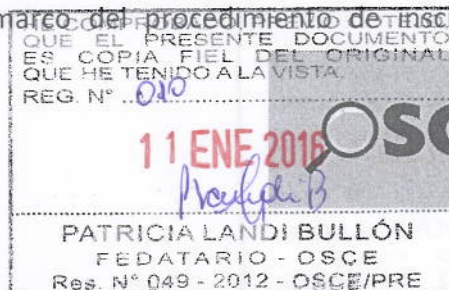 marco del procedimiento de insc
QUE EL PRESENTE DOCUMENTO
ES COPIA FIEL DEL ORIGINAL
QUE HE TENIDO A LA VISTA.
REG. N° 010
11 ENE 2016
OSC
PATRICIA LANDI BULLÓN
FEDATARIO - OSCE
Res. N° 049 - 2012 - OSCE/PRE